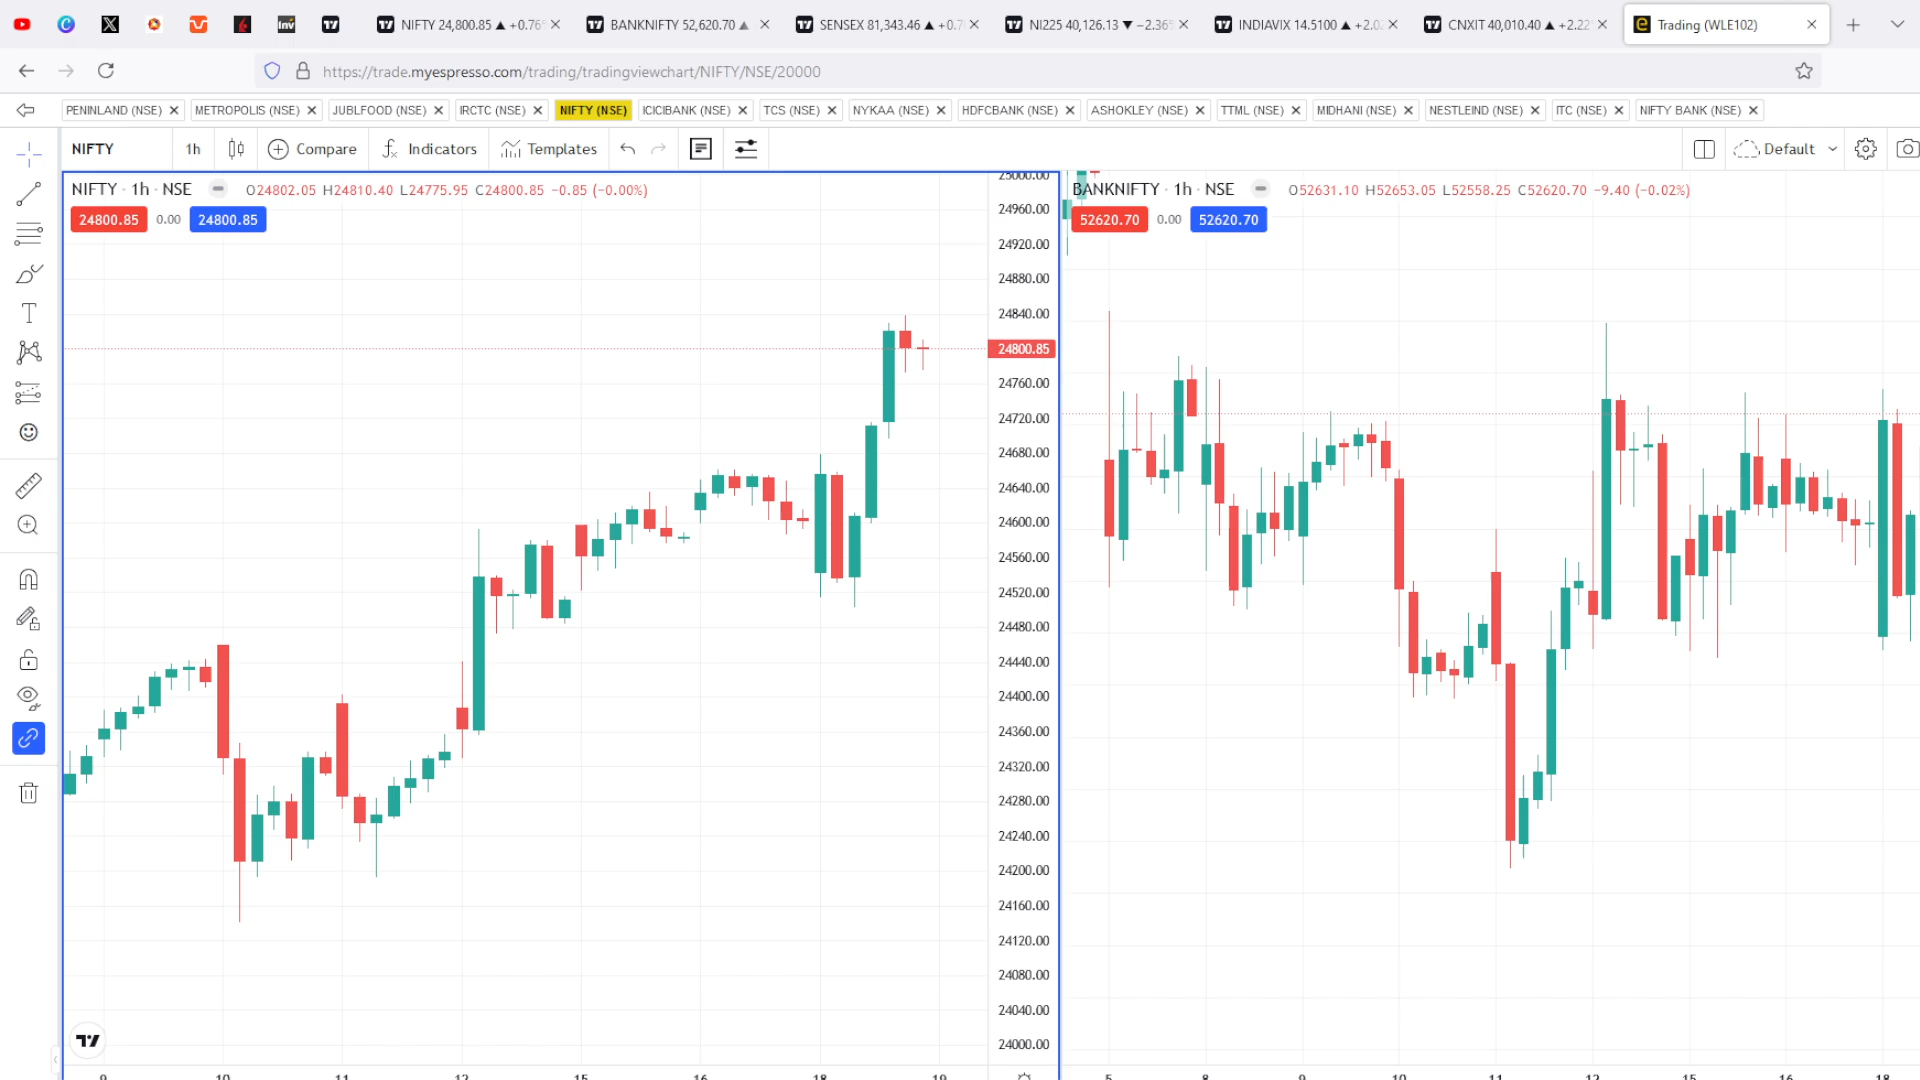 NIFTY 24,800.85 ▲ +0.76
BANKNIFTY 52,620.70 ▲
SENSEX 81,343.46 ▲ +0.7
NI225 40,126.13 ▼ −2.36
INDIAVIX 14.5100 ▲ +2.0
CNXIT 40,010.40 ▲ +2.22
Trading (WLE102)
https://trade.myespresso.com/trading/tradingviewchart/NIFTY/NSE/20000
PENINLAND (NSE)
METROPOLIS (NSE)
JUBLFOOD (NSE)
IRCTC (NSE)
NIFTY (NSE)
ICICIBANK (NSE)
TCS (NSE)
NYKAA (NSE)
HDFCBANK (NSE)
ASHOKLEY (NSE)
TTML (NSE)
MIDHANI (NSE)
NESTLEIND (NSE)
ITC (NSE)
NIFTY BANK (NSE)
NIFTY
1h
Compare
Indicators
Templates
Default
NIFTY · 1h · NSE
O24802.05 H24810.40 L24775.95 C24800.85 −0.85 (−0.00%)
24800.85 0.00 24800.85
BANKNIFTY · 1h · NSE
O52631.10 H52653.05 L52558.25 C52620.70 −9.40 (−0.02%)
52620.70 0.00 52620.70
25000.00
24960.00
24920.00
24880.00
24840.00
24800.85
24760.00
24720.00
24680.00
24640.00
24600.00
24560.00
24520.00
24480.00
24440.00
24400.00
24360.00
24320.00
24280.00
24240.00
24200.00
24160.00
24120.00
24080.00
24040.00
24000.00
9 10 11 12 15 16 18 19
5 8 9 10 11 12 15 16 18